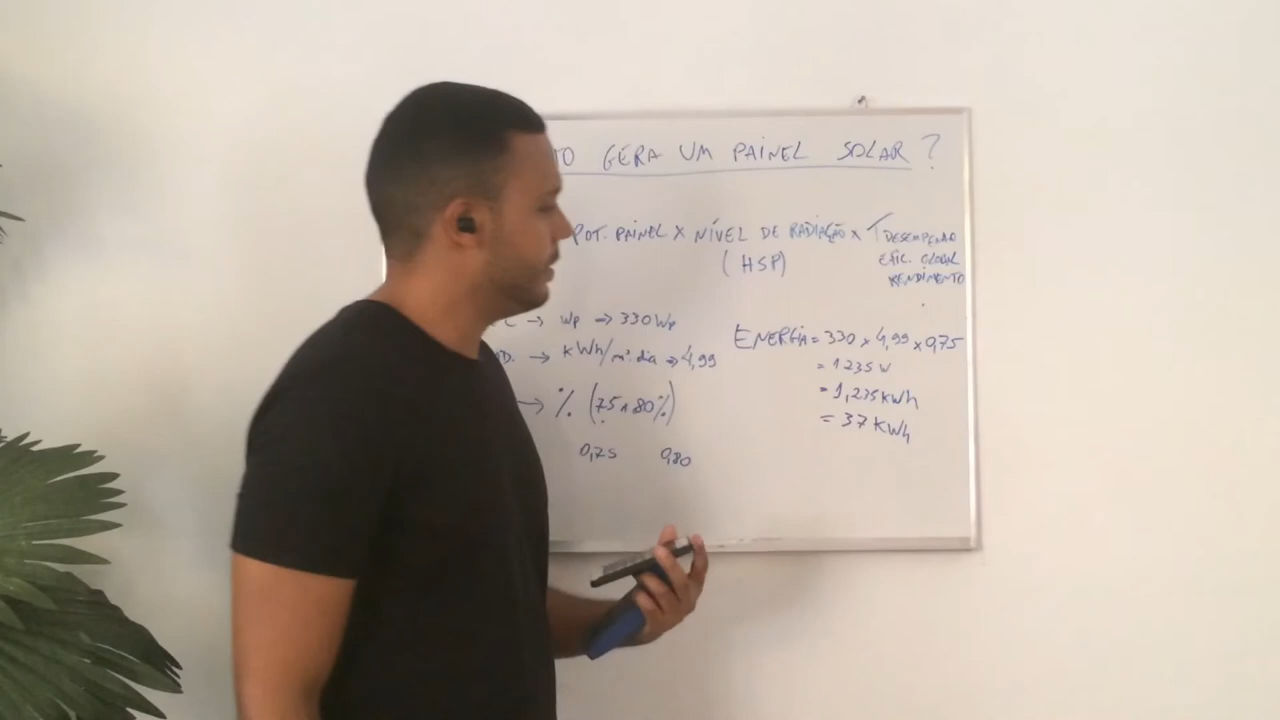 TO GERA UM PAINEL SOLAR?
POT. PAINEL X NÍVEL DE RADIAÇÃO X
(HSP)
DESEMPENHO
EFIC. GLOBAL
RENDIMENTO
→ Wp → 330 Wp
D. → KWh/m².dia → 4,99
→ % (75 A 80%)
0,75 0,80
ENERGIA = 330 x 4,99 x 0,75
= 1235 W
= 1,235 KWh
= 37 KWh